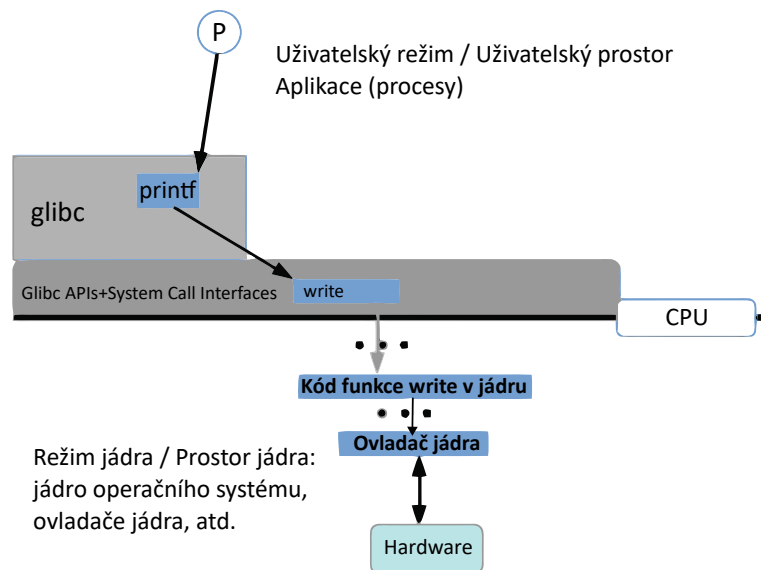 P
Uživatelský režim / Uživatelský prostor
Aplikace (procesy)
printf
glibc
Glibc APIs+System Call Interfaces
write
CPU
Kód funkce write v jádru
Ovladač jádra
Režim jádra / Prostor jádra:
jádro operačního systému,
ovladače jádra, atd.
Hardware